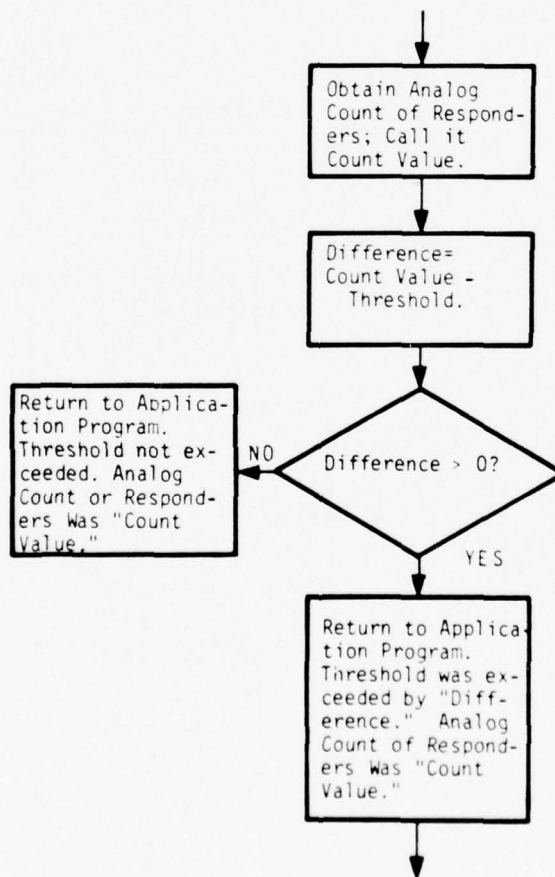 Obtain Analog
Count of Respond-
ers; Call it
Count Value.
Difference=
Count Value -
Threshold.
Difference > 0?
NO
Return to Applica-
tion Program.
Threshold not ex-
ceeded. Analog
Count or Respond-
ers Was "Count
Value."
YES
Return to Applica-
tion Program.
Threshold was ex-
ceeded by "Diff-
erence." Analog
Count of Respond-
ers Was "Count
Value."